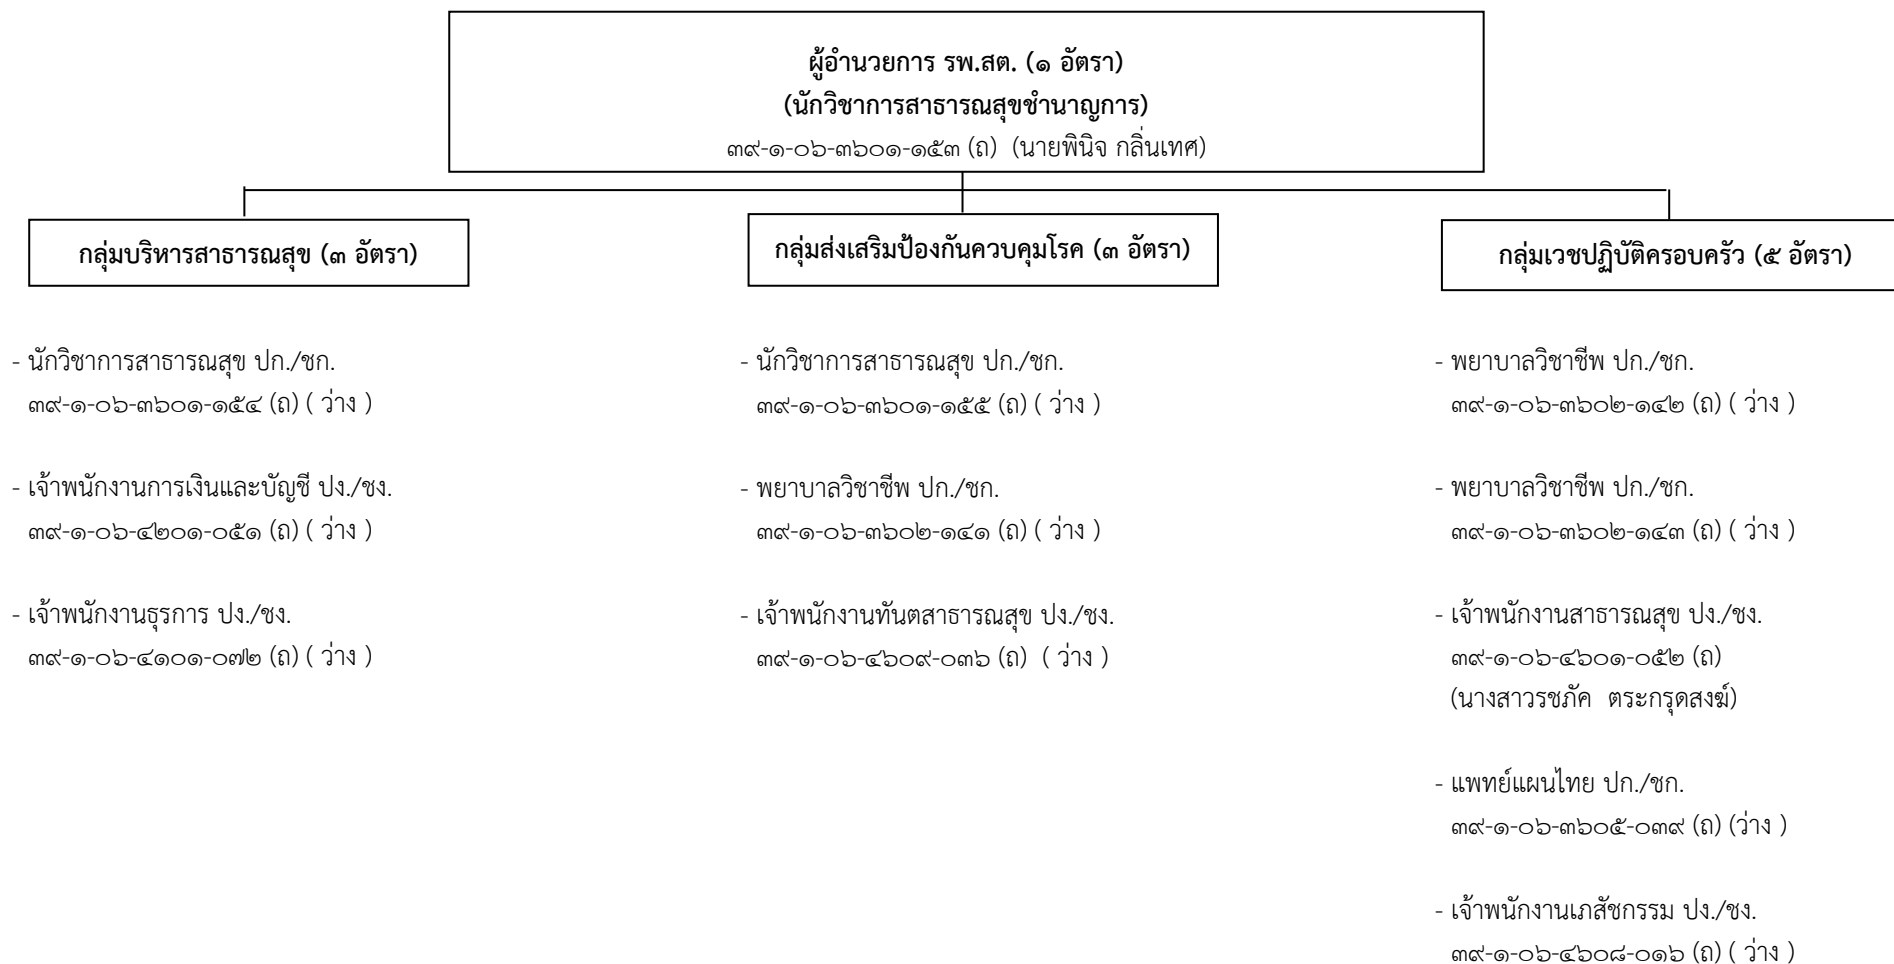 ผู้อำนวยการ รพ.สต. (๑ อัตรา)
(นักวิชาการสาธารณสุขชำนาญการ)
๓๙-๑-๐๖-๓๖๐๑-๑๕๓ (ถ) (นายพินิจ กลิ่นเทศ)
กลุ่มบริหารสาธารณสุข (๓ อัตรา)
- นักวิชาการสาธารณสุข ปก./ชก.
๓๙-๑-๐๖-๓๖๐๑-๑๕๔ (ถ) ( ว่าง )
- เจ้าพนักงานการเงินและบัญชี ปง./ชง.
๓๙-๑-๐๖-๔๒๐๑-๐๕๑ (ถ) ( ว่าง )
- เจ้าพนักงานธุรการ ปง./ชง.
๓๙-๑-๐๖-๔๑๐๑-๐๗๒ (ถ) ( ว่าง )
กลุ่มส่งเสริมป้องกันควบคุมโรค (๓ อัตรา)
- นักวิชาการสาธารณสุข ปก./ชก.
๓๙-๑-๐๖-๓๖๐๑-๑๕๕ (ถ) ( ว่าง )
- พยาบาลวิชาชีพ ปก./ชก.
๓๙-๑-๐๖-๓๖๐๒-๑๔๑ (ถ) ( ว่าง )
- เจ้าพนักงานทันตสาธารณสุข ปง./ชง.
๓๙-๑-๐๖-๔๖๐๙-๐๓๖ (ถ) ( ว่าง )
กลุ่มเวชปฏิบัติครอบครัว (๕ อัตรา)
- พยาบาลวิชาชีพ ปก./ชก.
๓๙-๑-๐๖-๓๖๐๒-๑๔๒ (ถ) ( ว่าง )
- พยาบาลวิชาชีพ ปก./ชก.
๓๙-๑-๐๖-๓๖๐๒-๑๔๓ (ถ) ( ว่าง )
- เจ้าพนักงานสาธารณสุข ปง./ชง.
๓๙-๑-๐๖-๔๖๐๑-๐๕๒ (ถ)
(นางสาวรชภัค ตระกรุดสงฆ์)
- แพทย์แผนไทย ปก./ชก.
๓๙-๑-๐๖-๓๖๐๕-๐๓๙ (ถ) (ว่าง )
- เจ้าพนักงานเภสัชกรรม ปง./ชง.
๓๙-๑-๐๖-๔๖๐๘-๐๑๖ (ถ) ( ว่าง )